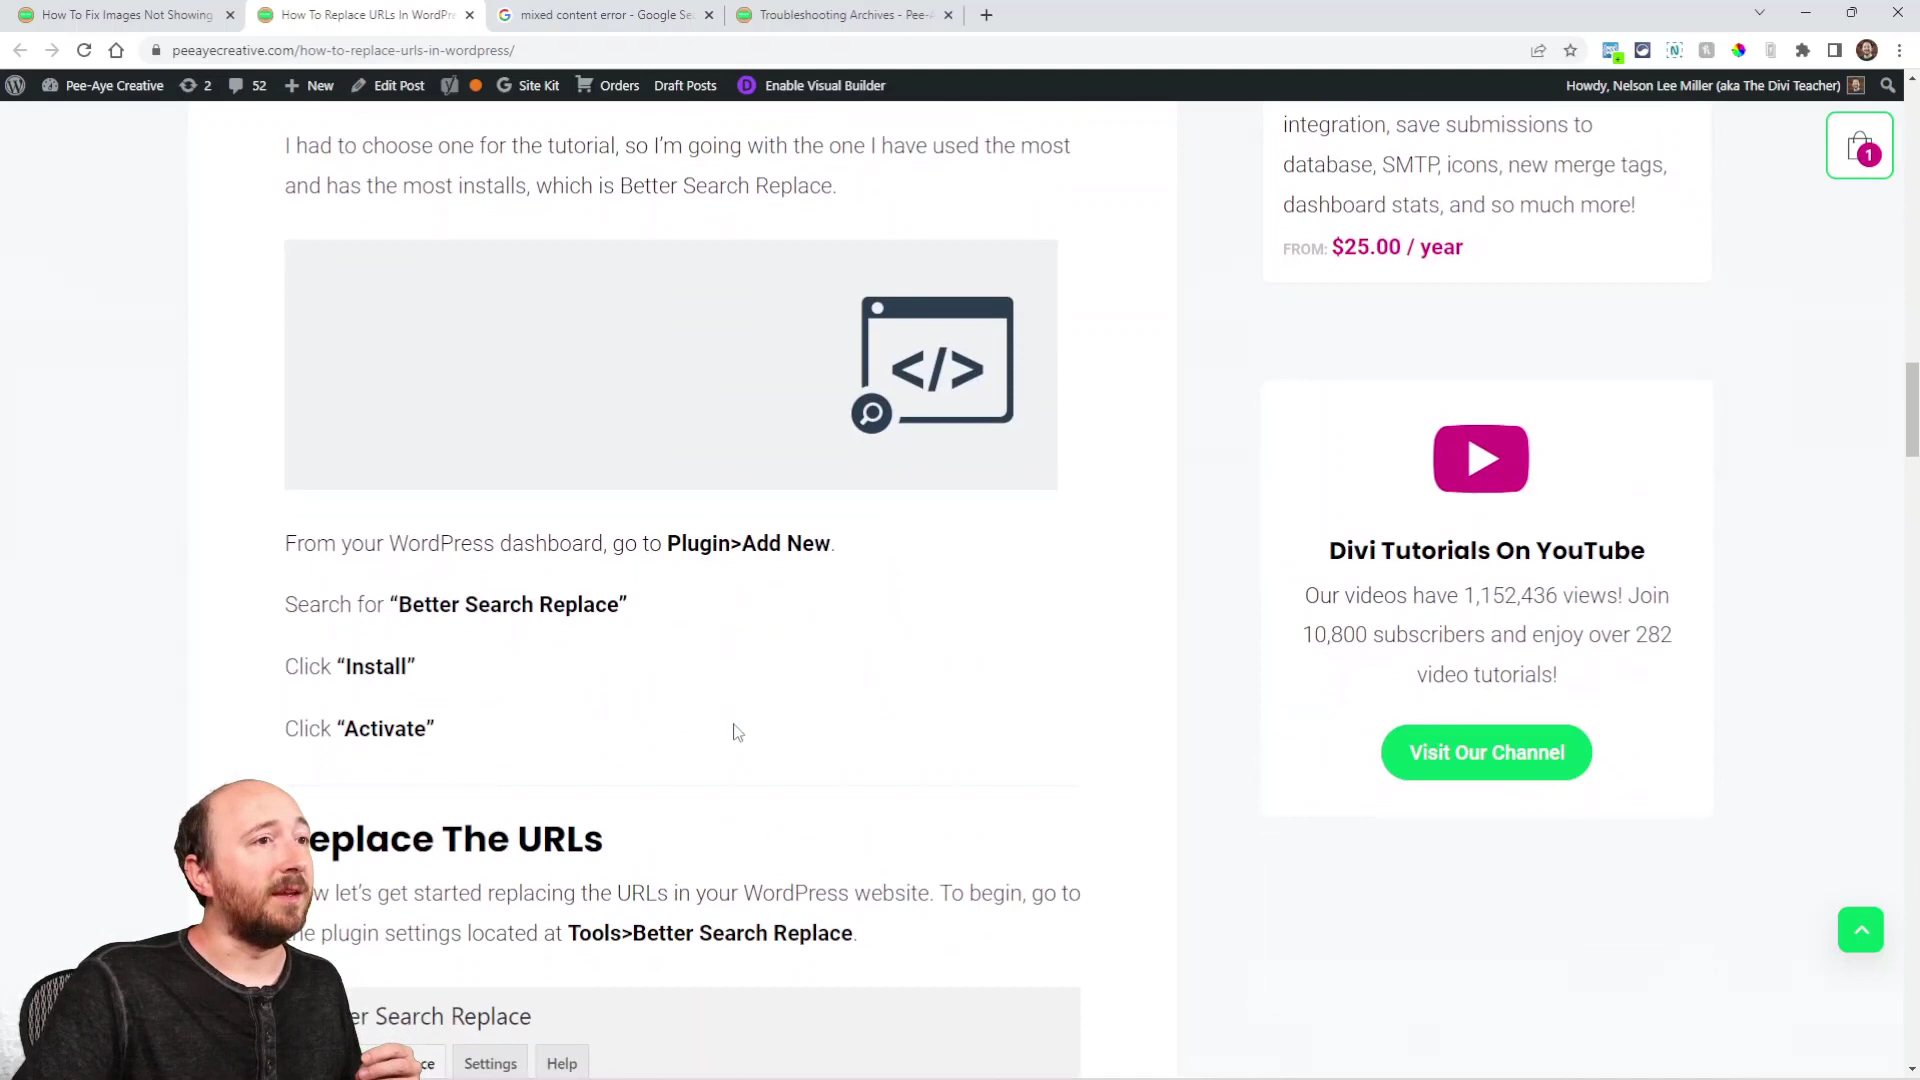 How To Fix Images Not Showing
How To Replace URLs In WordPre
mixed content error - Google Se
Troubleshooting Archives - Pee-A
peeayecreative.com/how-to-replace-urls-in-wordpress/
Pee-Aye Creative
2
52
New
Edit Post
Site Kit
Orders
Draft Posts
D
Enable Visual Builder
Howdy, Nelson Lee Miller (aka The Divi Teacher)
I had to choose one for the tutorial, so I'm going with the one I have used the most
and has the most installs, which is Better Search Replace.
</>
From your WordPress dashboard, go to Plugin>Add New.
Search for “Better Search Replace”
Click “Install”
Click “Activate”
eplace The URLs
w let's get started replacing the URLs in your WordPress website. To begin, go to
he plugin settings located at Tools>Better Search Replace.
er Search Replace
ce
Settings
Help
integration, save submissions to
database, SMTP, icons, new merge tags,
dashboard stats, and so much more!
FROM: $25.00 / year
1
Divi Tutorials On YouTube
Our videos have 1,152,436 views! Join
10,800 subscribers and enjoy over 282
video tutorials!
Visit Our Channel